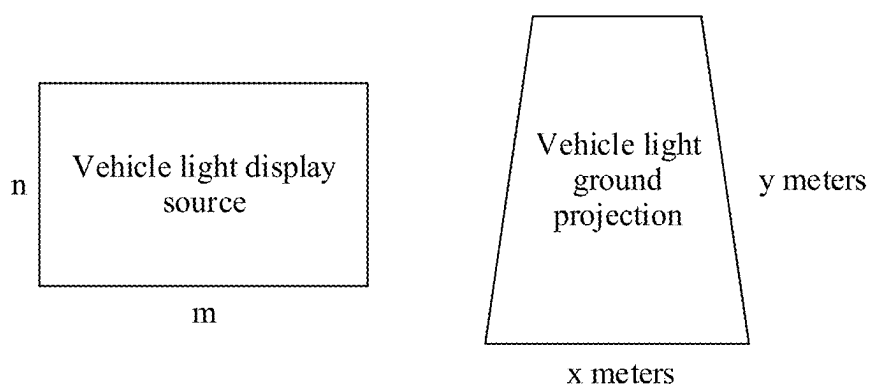 n
Vehicle light display
source
m
Vehicle light
ground
projection
y meters
x meters